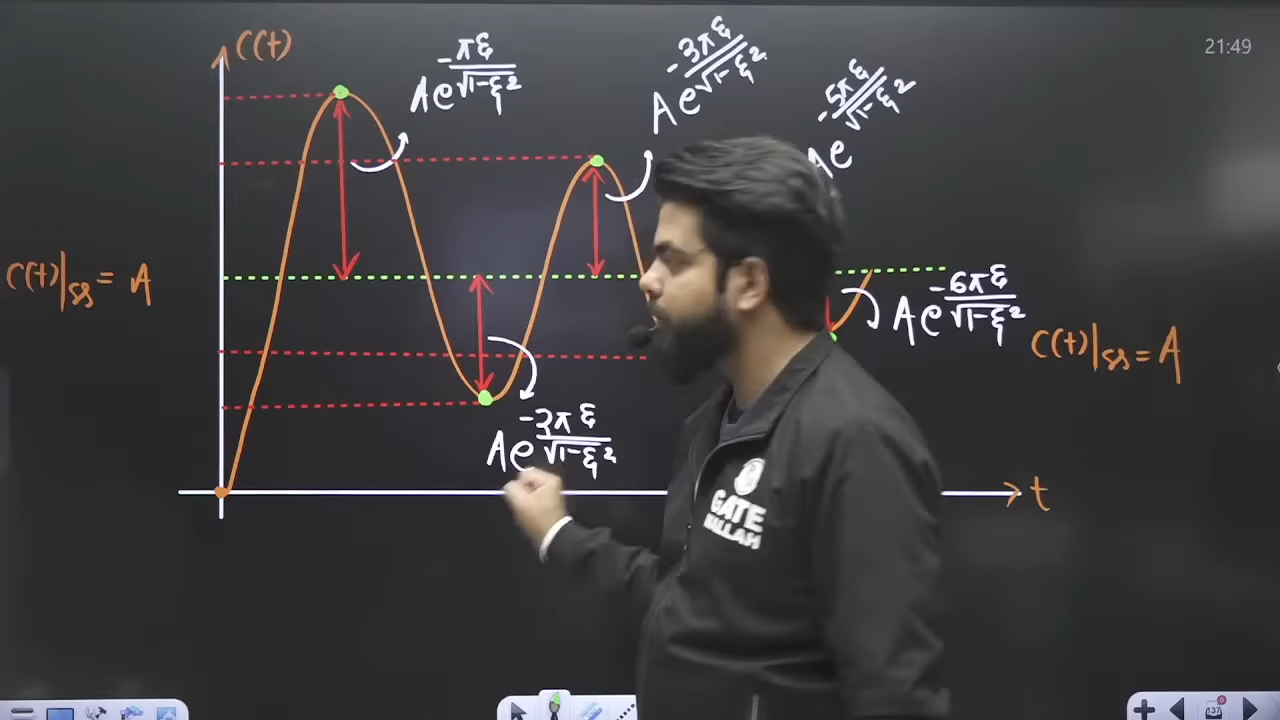 C(t)
Ae^(-πξ/√1-ξ²)
Ae^(-3πξ/√1-ξ²)
Ae^(-5πξ/√1-ξ²)
21:49
C(t)|ss = A
Ae^(-6πξ/√1-ξ²)
C(t)|ss = A
Ae^(-2πξ/√1-ξ²)
t
GATE
WALLAH
137